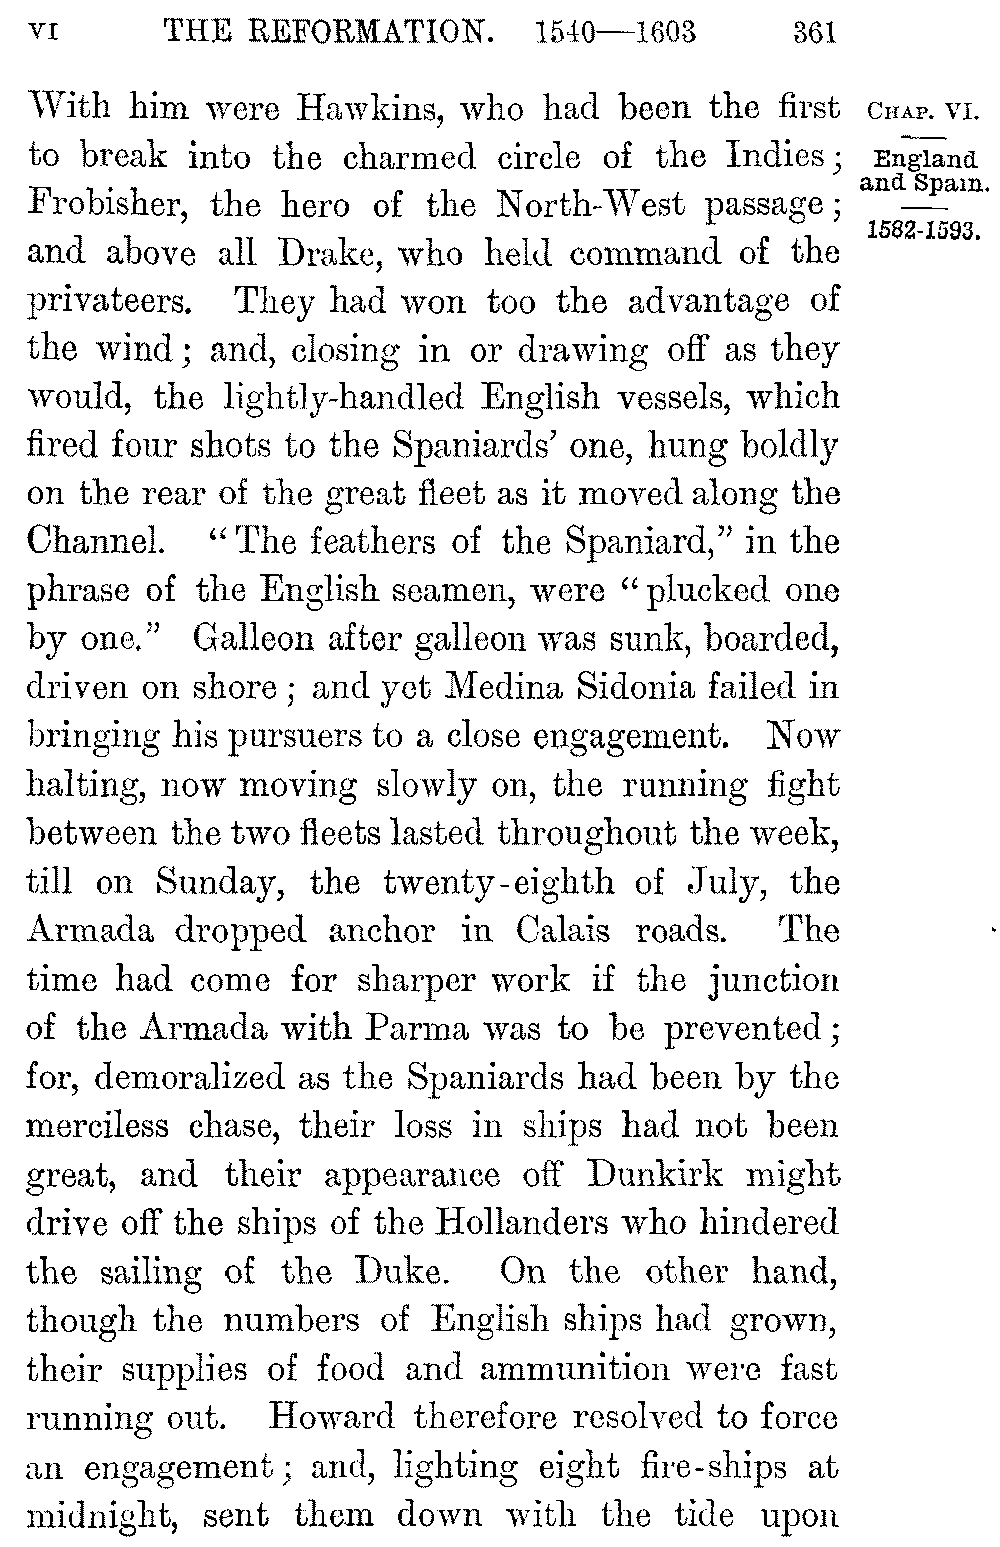 VI THE REFORMATION. 1540—1603 361
With him were Hawkins, who had been the first
to break into the charmed circle of the Indies;
Frobisher, the hero of the North-West passage;
and above all Drake, who held command of the
privateers. They had won too the advantage of
the wind; and, closing in or drawing off as they
would, the lightly-handled English vessels, which
fired four shots to the Spaniards' one, hung boldly
on the rear of the great fleet as it moved along the
Channel. "The feathers of the Spaniard," in the
phrase of the English seamen, were "plucked one
by one." Galleon after galleon was sunk, boarded,
driven on shore; and yet Medina Sidonia failed in
bringing his pursuers to a close engagement. Now
halting, now moving slowly on, the running fight
between the two fleets lasted throughout the week,
till on Sunday, the twenty-eighth of July, the
Armada dropped anchor in Calais roads. The
time had come for sharper work if the junction
of the Armada with Parma was to be prevented;
for, demoralized as the Spaniards had been by the
merciless chase, their loss in ships had not been
great, and their appearance off Dunkirk might
drive off the ships of the Hollanders who hindered
the sailing of the Duke. On the other hand,
though the numbers of English ships had grown,
their supplies of food and ammunition were fast
running out. Howard therefore resolved to force
an engagement; and, lighting eight fire-ships at
midnight, sent them down with the tide upon
CHAP. VI.
England
and Spain.
1582-1593.